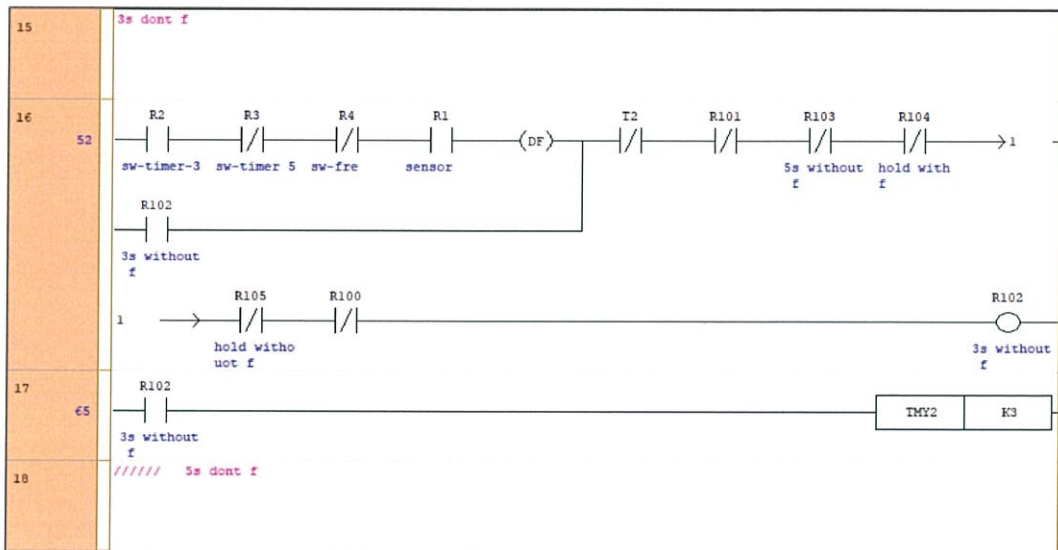 15
3s dont f
16
52
R2 R3 R4 R1 T2 R101 R103 R104
(DF) 1
sw-timer-3 sw-timer 5 sw-fre sensor 5s without hold with
f f
R102
3s without
f
R105 R100 R102
1
hold witho 3s without
uot f f
17
65
R102
TMY2 K3
3s without
f
18
////// 5s dont f